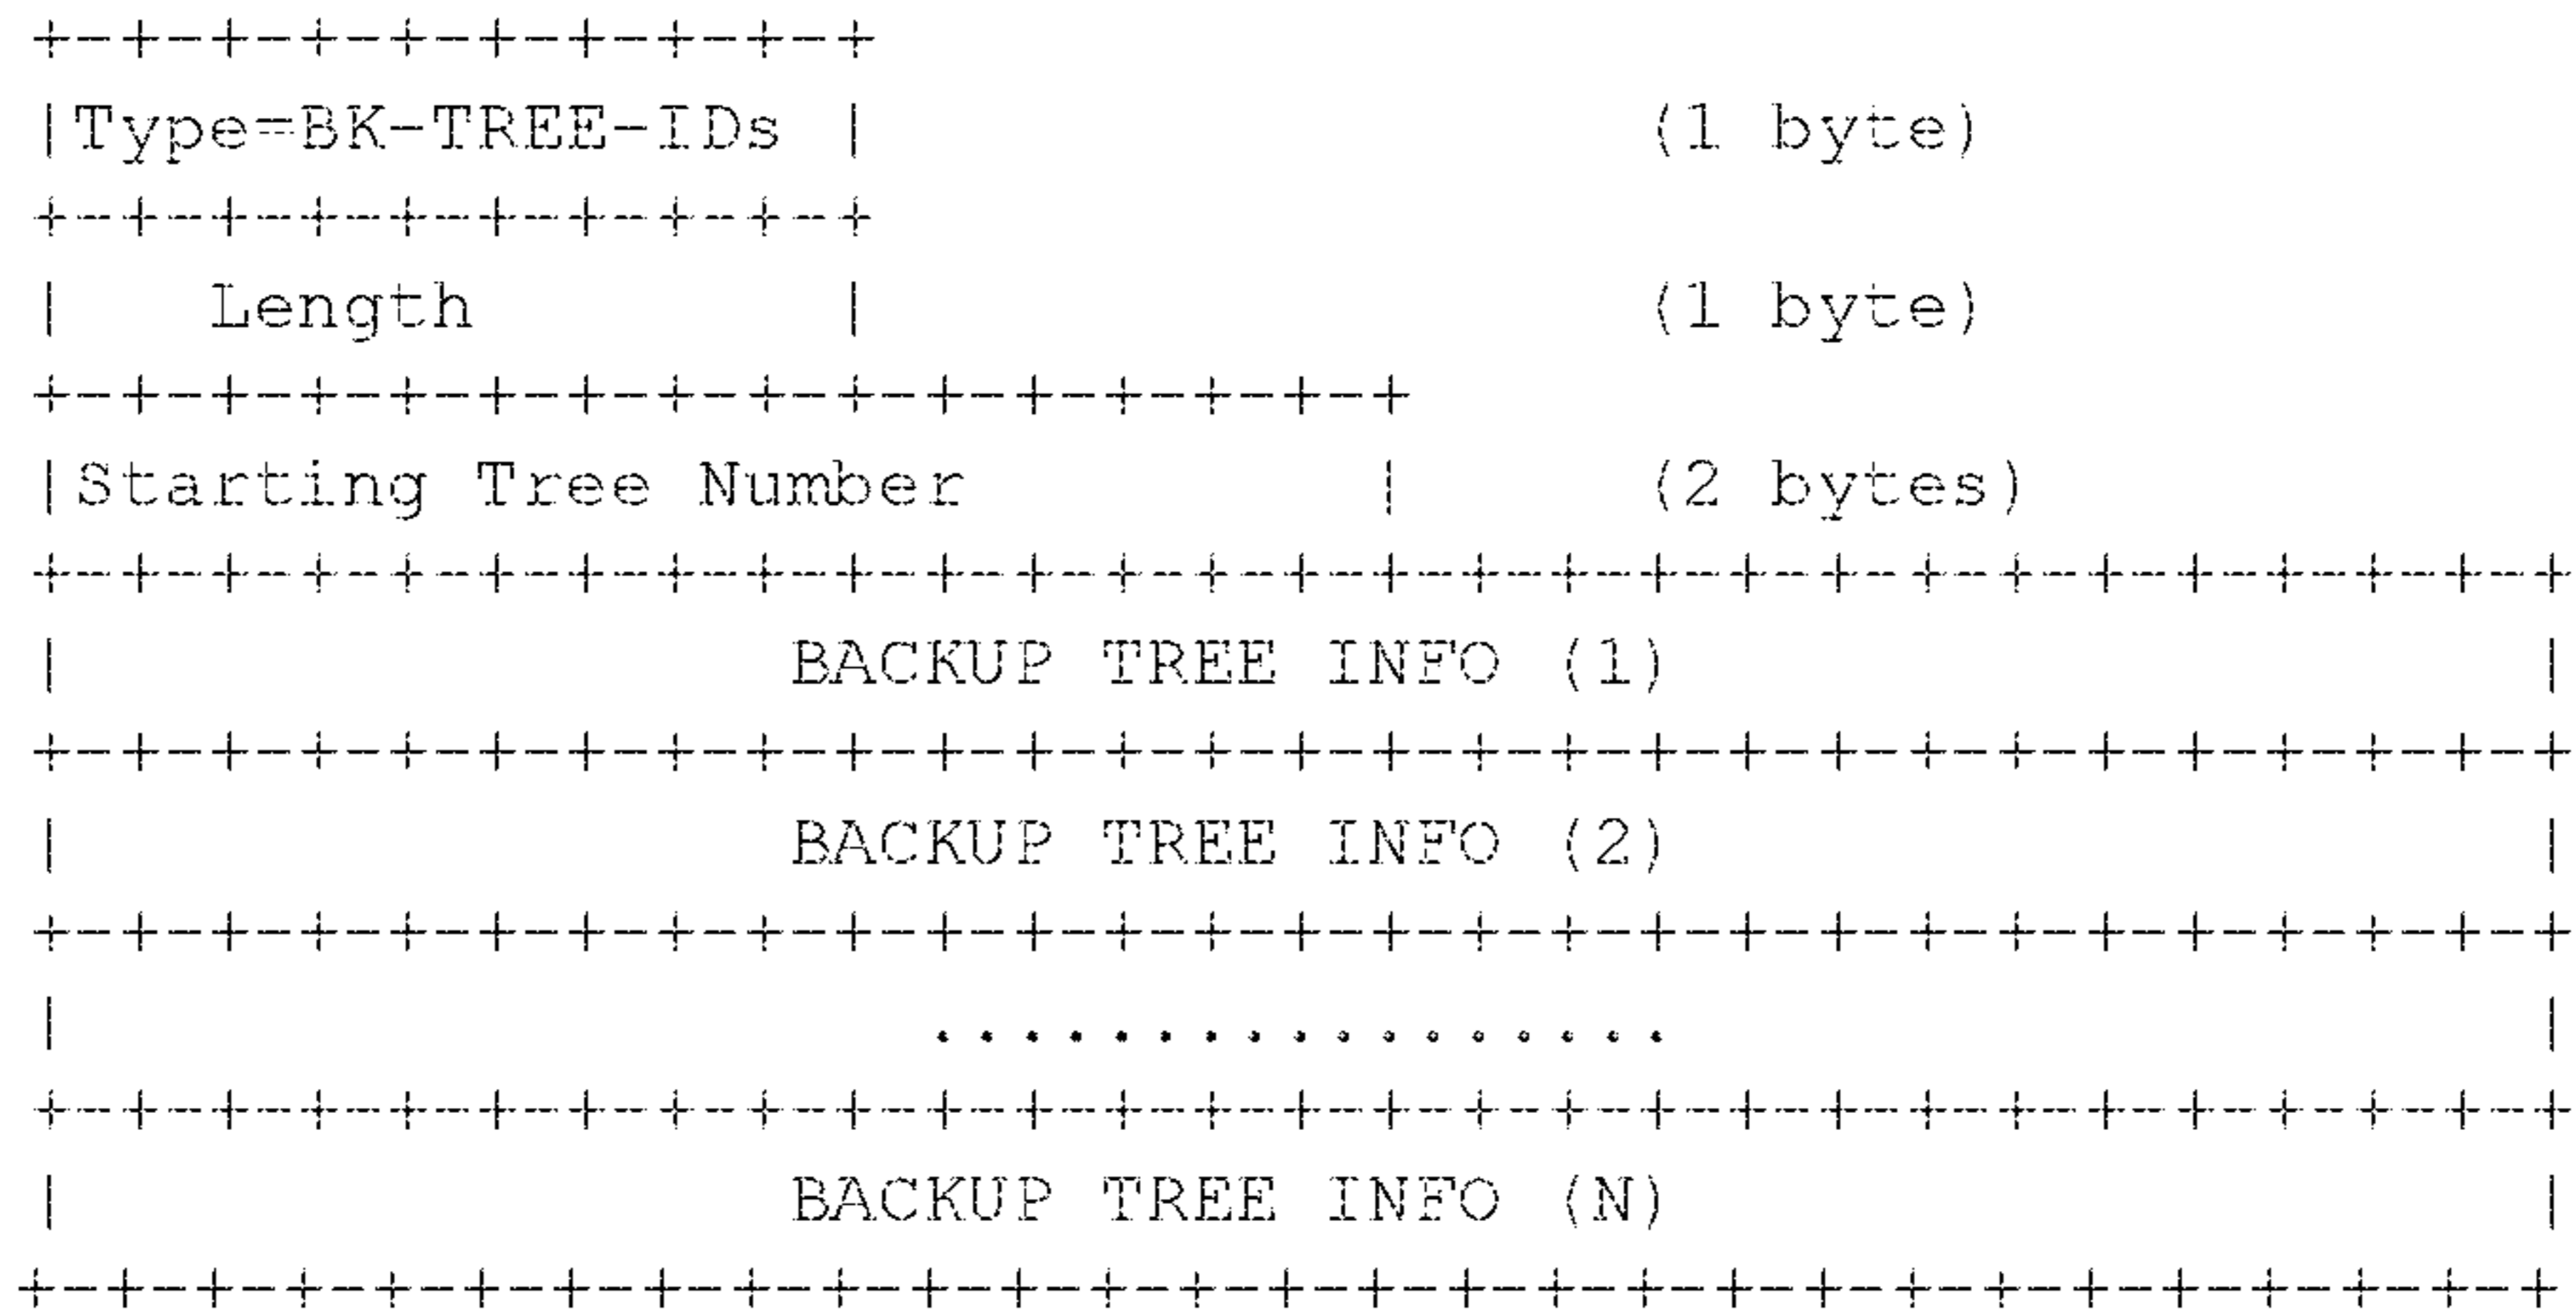 +-+-+-+-+-+-+-+-+-+
|Type=BK-TREE-IDs | (1 byte)
+-+-+-+-+-+-+-+-+-+
| Length | (1 byte)
+-+-+-+-+-+-+-+-+-+-+-+-+-+-+-+
|Starting Tree Number | (2 bytes)
+-+-+-+-+-+-+-+-+-+-+-+-+-+-+-+-+-+-+-+-+-+-+-+-+-+-+-+-+
| BACKUP TREE INFO (1) |
+-+-+-+-+-+-+-+-+-+-+-+-+-+-+-+-+-+-+-+-+-+-+-+-+-+-+-+-+-+
| BACKUP TREE INFO (2) |
+-+-+-+-+-+-+-+-+-+-+-+-+-+-+-+-+-+-+-+-+-+-+-+-+-+-+-+-+-+
| ................. |
+-+-+-+-+-+-+-+-+-+-+-+-+-+-+-+-+-+-+-+-+-+-+-+-+-+-+-+-+-+
| BACKUP TREE INFO (N) |
+-+-+-+-+-+-+-+-+-+-+-+-+-+-+-+-+-+-+-+-+-+-+-+-+-+-+-+-+-+